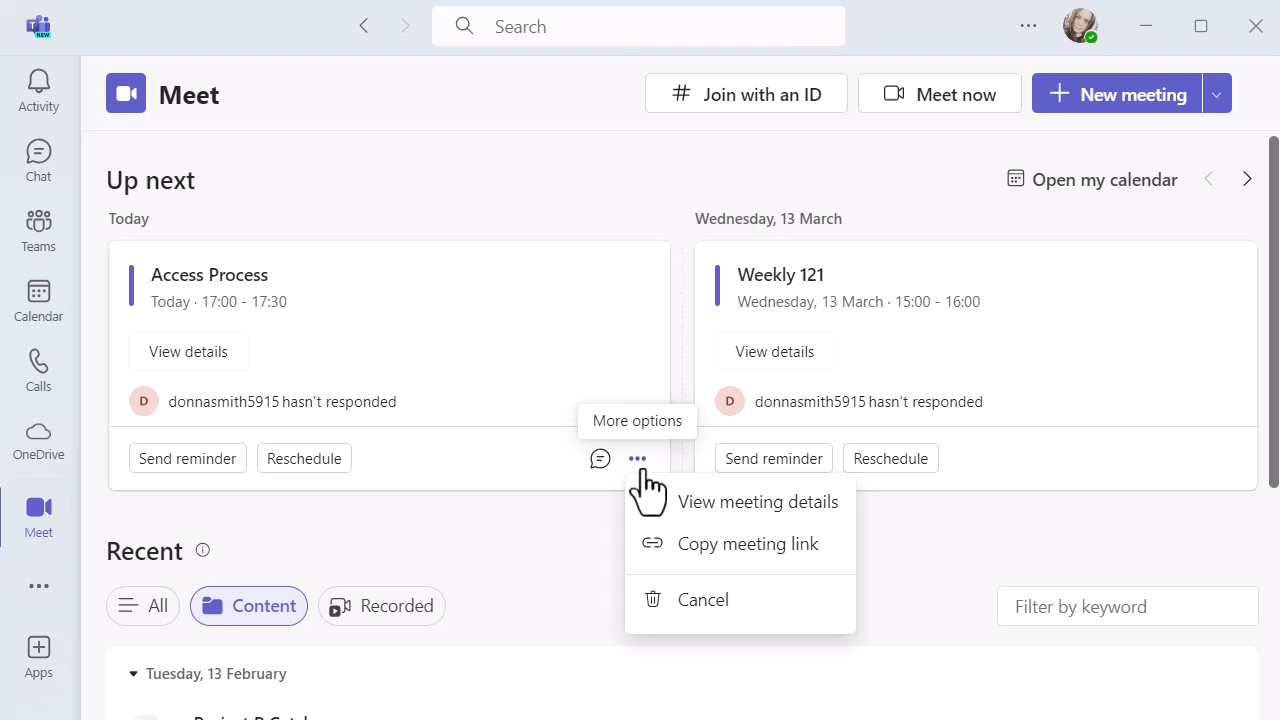 NEW
Search
Activity
Chat
Teams
Calendar
Calls
OneDrive
Meet
Apps
Meet
Join with an ID
Meet now
New meeting
Up next
Open my calendar
Today
Access Process
Today · 17:00 - 17:30
View details
D
donnasmith5915 hasn't responded
Send reminder
Reschedule
More options
Wednesday, 13 March
Weekly 121
Wednesday, 13 March · 15:00 - 16:00
View details
D
donnasmith5915 hasn't responded
Send reminder
Reschedule
View meeting details
Copy meeting link
Cancel
Recent
All
Content
Recorded
Filter by keyword
Tuesday, 13 February